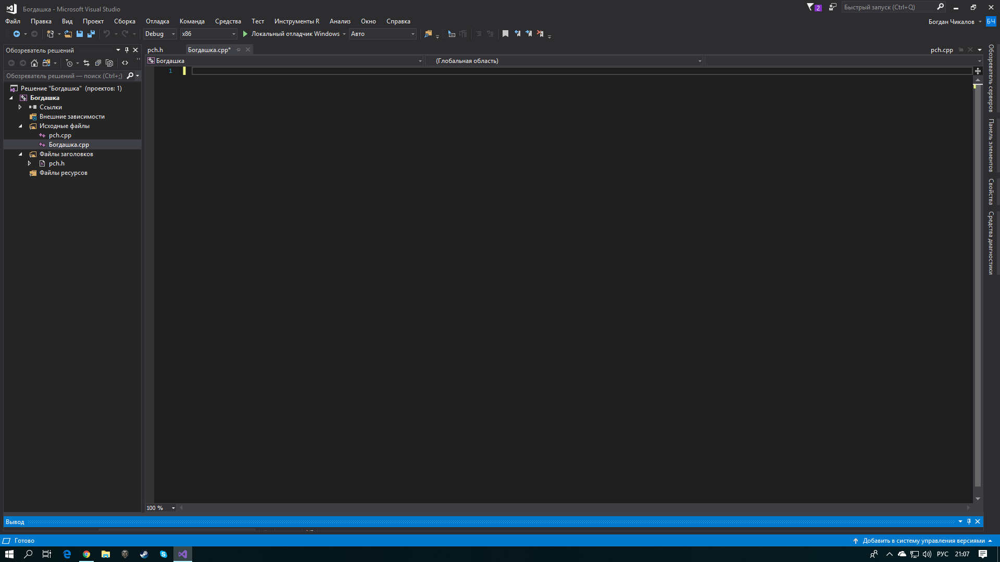 Богдашка - Microsoft Visual Studio
2
Быстрый запуск (Ctrl+Q)
Файл Правка Вид Проект Сборка Отладка Команда Средства Тест Инструменты R Анализ Окно Справка
Богдан Чикалов БЧ
Debug x86 Локальный отладчик Windows Авто
Обозреватель решений
pch.h Богдашка.cpp* pch.cpp
Богдашка (Глобальная область)
1
Обозреватель решений — поиск (Ctrl+;)
Решение "Богдашка" (проектов: 1)
Богдашка
Ссылки
Внешние зависимости
Исходные файлы
pch.cpp
Богдашка.cpp
Файлы заголовков
pch.h
Файлы ресурсов
Обозреватель серверов
Панель элементов
Свойства
Средства диагностики
100 %
Вывод
Готово
Добавить в систему управления версиями
РУС 21:07